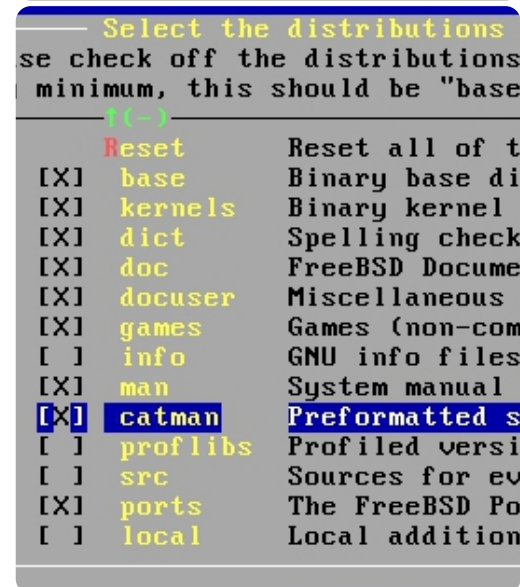 Select the distributions
se check off the distributions
minimum, this should be "base
↑(-)
Reset Reset all of t
[X] base Binary base di
[X] kernels Binary kernel
[X] dict Spelling check
[X] doc FreeBSD Docume
[X] docuser Miscellaneous
[X] games Games (non-com
[ ] info GNU info files
[X] man System manual
[X] catman Preformatted s
[ ] proflibs Profiled versi
[ ] src Sources for ev
[X] ports The FreeBSD Po
[ ] local Local addition